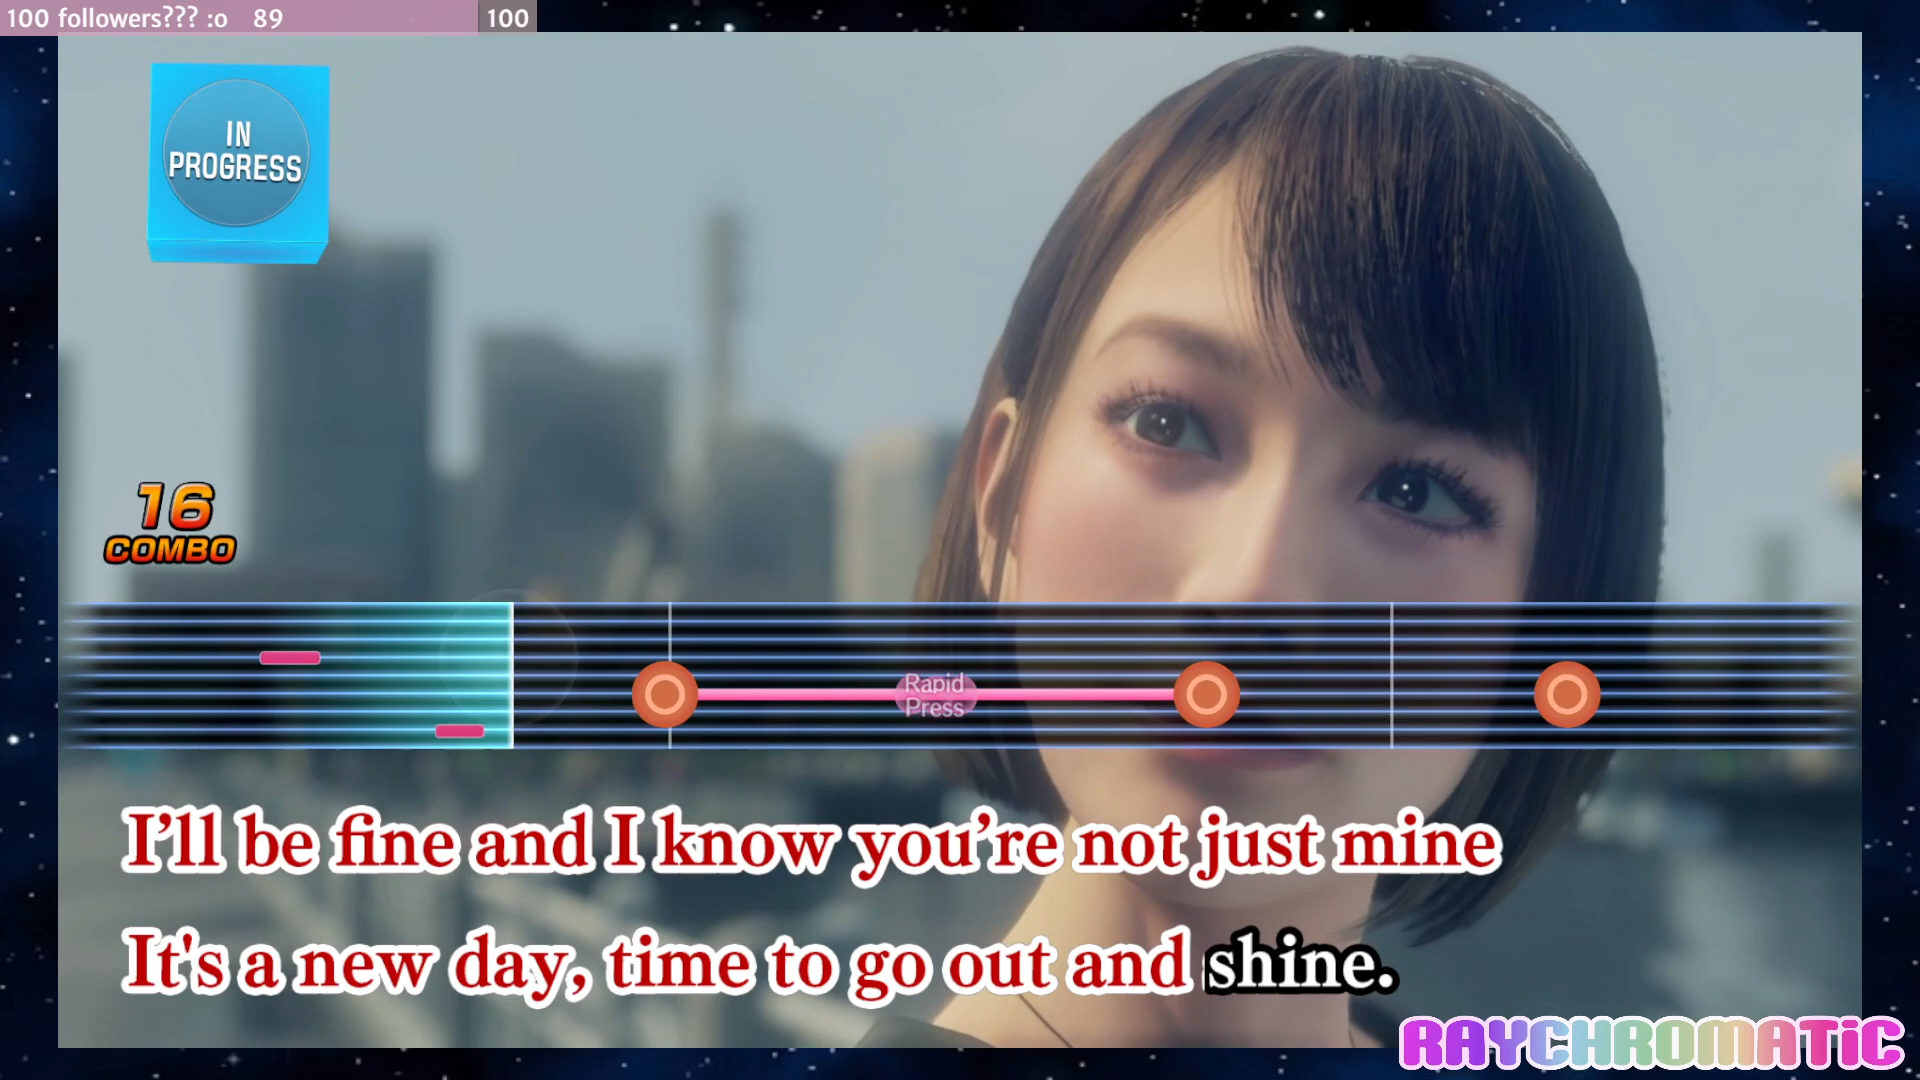 100 followers??? :o 89 100
IN
PROGRESS
16
COMBO
Rapid
Press
I'll be fine and I know you're not just mine
It's a new day, time to go out and shine.
RAYCHROMATiC